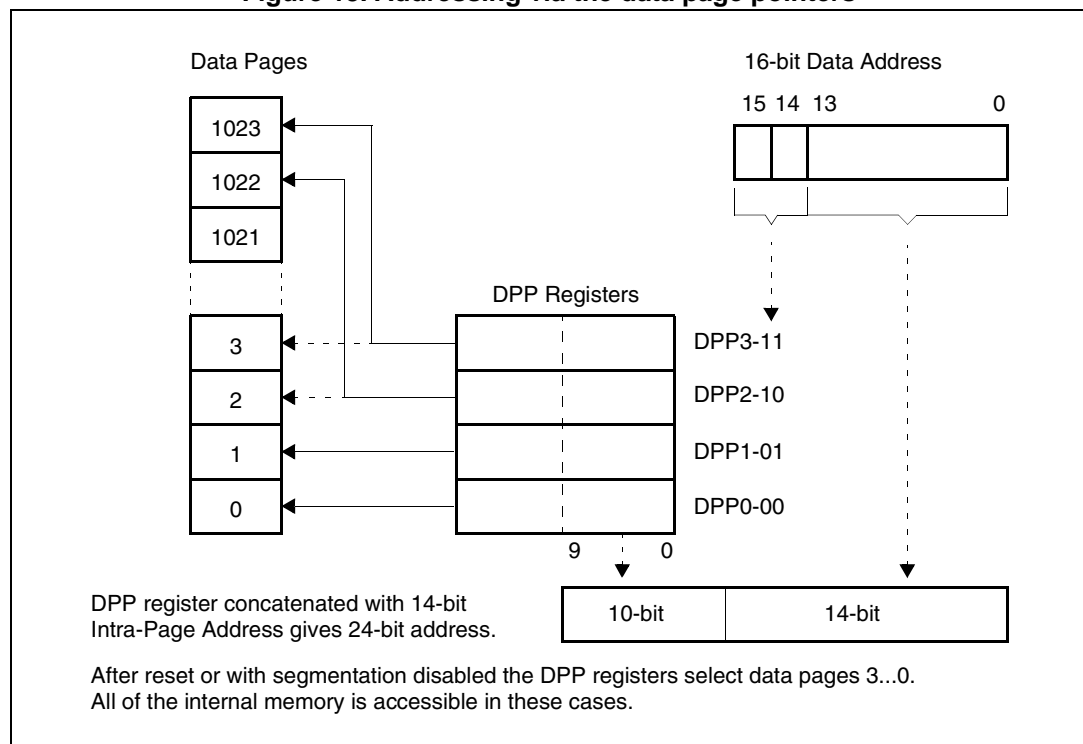 Figure Addressing via the data page pointers
Data Pages
16-bit Data Address
15 14 13 0
1023
1022
1021
DPP Registers
3
DPP3-11
2
DPP2-10
1
DPP1-01
0
DPP0-00
9 0
DPP register concatenated with 14-bit
Intra-Page Address gives 24-bit address.
10-bit
14-bit
After reset or with segmentation disabled the DPP registers select data pages 3...0.
All of the internal memory is accessible in these cases.